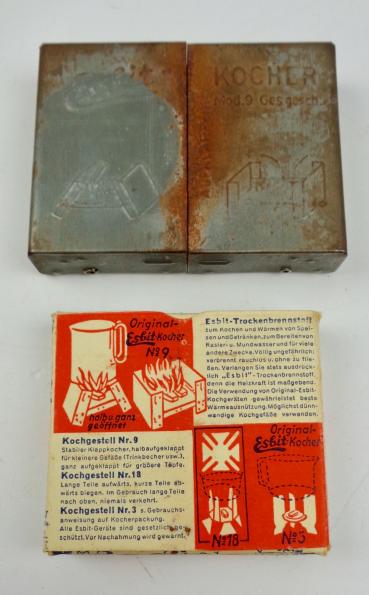 Esbit
KOCHER
Mod. 9 Ges. gesch.
Original-
Esbit-Kocher
No 9
halb u. ganz
geöffnet
Esbit-Trockenbrennstoff
zum Kochen und Wärmen von Spei-
sen und Getränken, zum Bereiten von
Rasier- u. Mundwasser und für viele
andere Zwecke. Völlig ungefährlich;
verbrennt rauchlos u. ohne zu flie-
ßen. Verlangen Sie stets ausdrück-
lich „Esbit"-Trockenbrennstoff,
denn die Heizkraft ist maßgebend.
Die Verwendung von Original-Esbit-
Kochgeräten gewährleistet beste
Wärmeausnützung. Möglichst dünn-
wandige Kochgefäße verwenden.
Kochgestell Nr. 9
Stabiler Klappkocher, halbaufgeklappt
für kleinere Gefäße (Trinkbecher usw.),
ganz aufgeklappt für größere Töpfe.
Kochgestell Nr. 18
Lange Teile aufwärts, kurze Teile ab-
wärts biegen. Im Gebrauch lange Teile
nach oben, niemals verkehrt.
Kochgestell Nr. 3 s. Gebrauchs-
anweisung auf Kocherpackung.
Alle Esbit-Geräte sind gesetzlich ge-
schützt. Vor Nachahmung wird gewarnt.
Original-
Esbit-Kocher
No 18
No 3